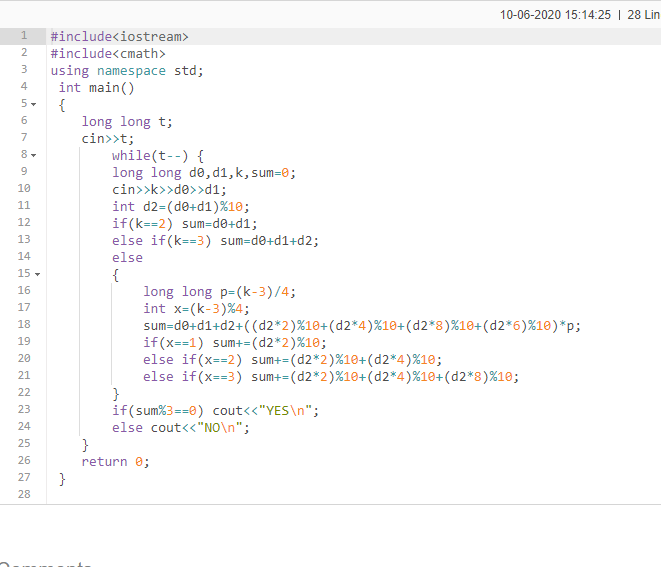 10-06-2020 15:14:25 | 28 Lin
1 #include<iostream>
2 #include<cmath>
3 using namespace std;
4 int main()
5 {
6 long long t;
7 cin>>t;
8 while(t--) {
9 long long d0,d1,k,sum=0;
10 cin>>k>>d0>>d1;
11 int d2=(d0+d1)%10;
12 if(k==2) sum=d0+d1;
13 else if(k==3) sum=d0+d1+d2;
14 else
15 {
16 long long p=(k-3)/4;
17 int x=(k-3)%4;
18 sum=d0+d1+d2+((d2*2)%10+(d2*4)%10+(d2*8)%10+(d2*6)%10)*p;
19 if(x==1) sum+=(d2*2)%10;
20 else if(x==2) sum+=(d2*2)%10+(d2*4)%10;
21 else if(x==3) sum+=(d2*2)%10+(d2*4)%10+(d2*8)%10;
22 }
23 if(sum%3==0) cout<<"YES\n";
24 else cout<<"NO\n";
25 }
26 return 0;
27 }
28